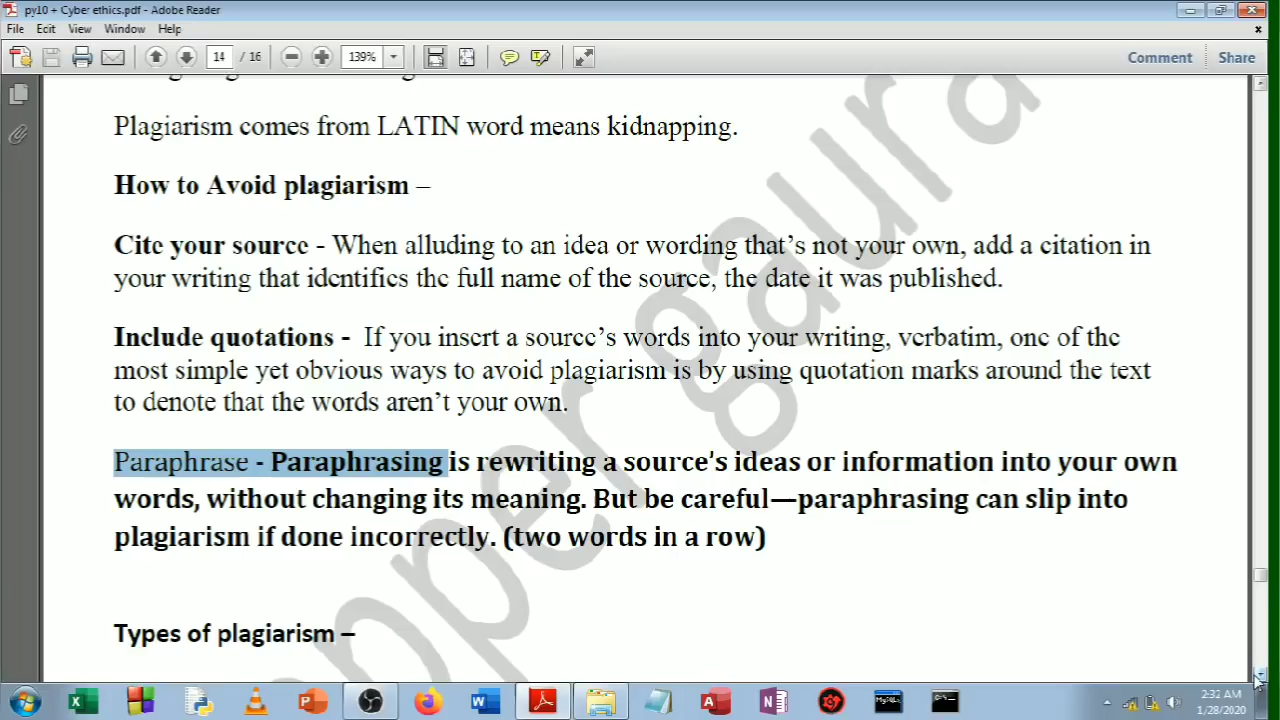 py10 + Cyber ethics.pdf - Adobe Reader
File Edit View Window Help
14 / 16 139% Comment Share
Plagiarism comes from LATIN word means kidnapping.
How to Avoid plagiarism –
Cite your source - When alluding to an idea or wording that’s not your own, add a citation in
your writing that identifies the full name of the source, the date it was published.
Include quotations - If you insert a source’s words into your writing, verbatim, one of the
most simple yet obvious ways to avoid plagiarism is by using quotation marks around the text
to denote that the words aren’t your own.
Paraphrase - Paraphrasing is rewriting a source’s ideas or information into your own
words, without changing its meaning. But be careful—paraphrasing can slip into
plagiarism if done incorrectly. (two words in a row)
Types of plagiarism –
pper gaura
2:32 AM
1/28/2020